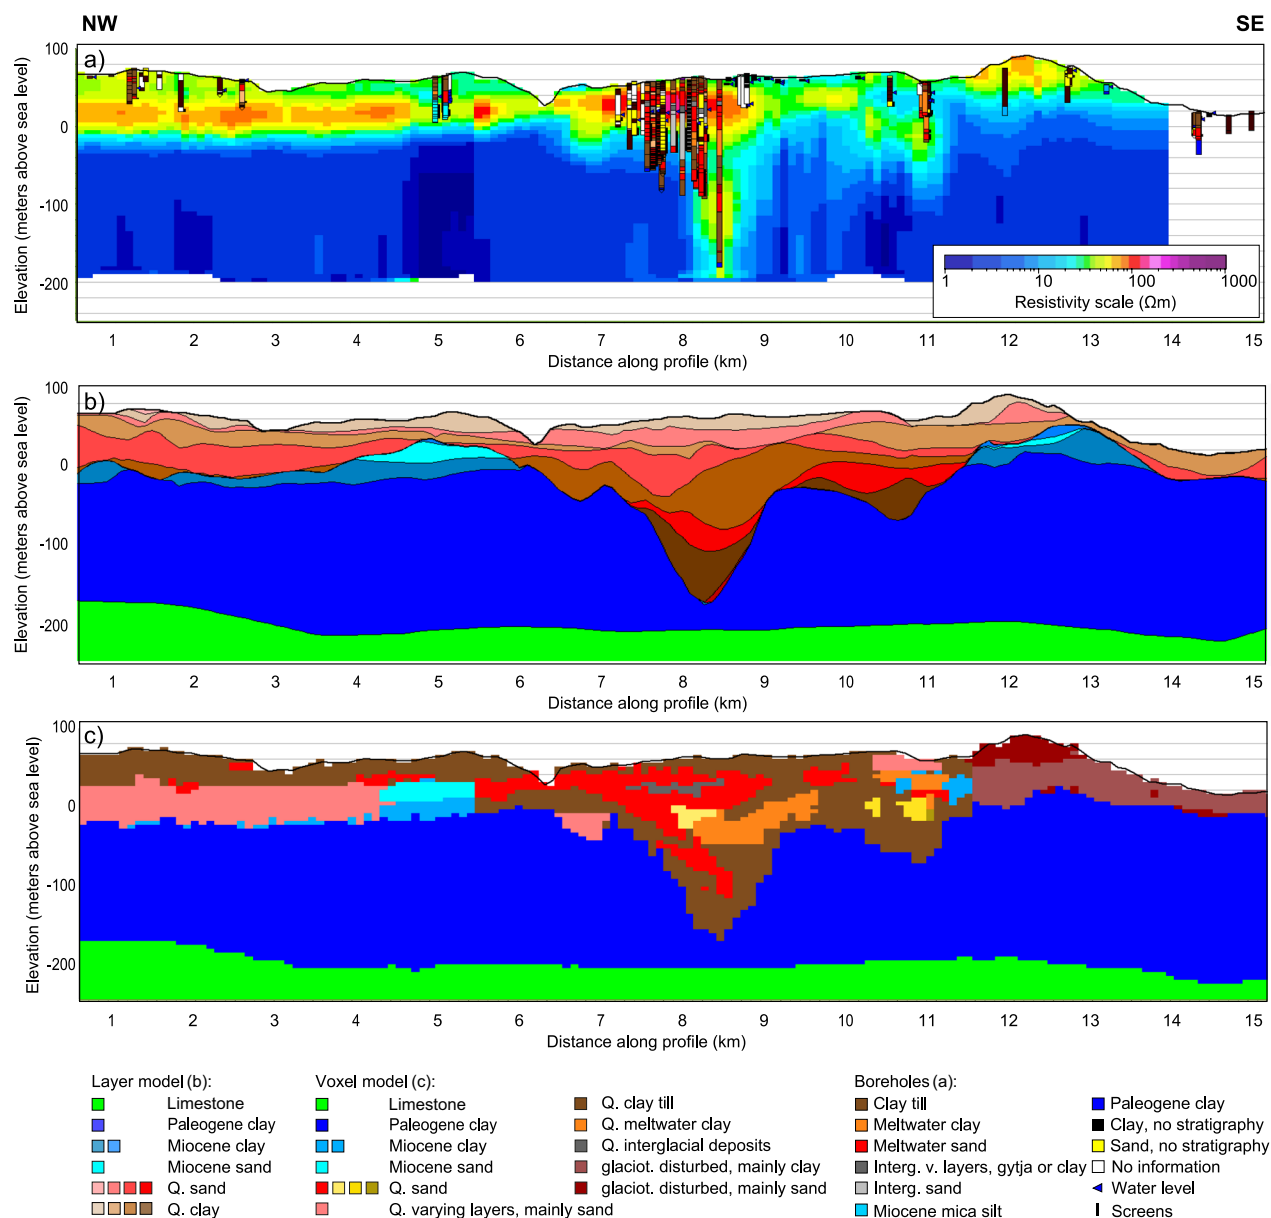 NW SE
a)
100
0
-100
-200
Elevation (meters above sea level)
1 10 100 1000
Resistivity scale (Ωm)
1 2 3 4 5 6 7 8 9 10 11 12 13 14 15
Distance along profile (km)
b)
100
0
-100
-200
Elevation (meters above sea level)
1 2 3 4 5 6 7 8 9 10 11 12 13 14 15
Distance along profile (km)
c)
100
0
-100
-200
Elevation (meters above sea level)
1 2 3 4 5 6 7 8 9 10 11 12 13 14 15
Distance along profile (km)
Layer model (b):
Limestone
Paleogene clay
Miocene clay
Miocene sand
Q. sand
Q. clay
Voxel model (c):
Limestone
Paleogene clay
Miocene clay
Miocene sand
Q. sand
Q. varying layers, mainly sand
Q. clay till
Q. meltwater clay
Q. interglacial deposits
glaciot. disturbed, mainly clay
glaciot. disturbed, mainly sand
Boreholes (a):
Clay till
Meltwater clay
Meltwater sand
Interg. v. layers, gytja or clay
Interg. sand
Miocene mica silt
Paleogene clay
Clay, no stratigraphy
Sand, no stratigraphy
No information
Water level
Screens